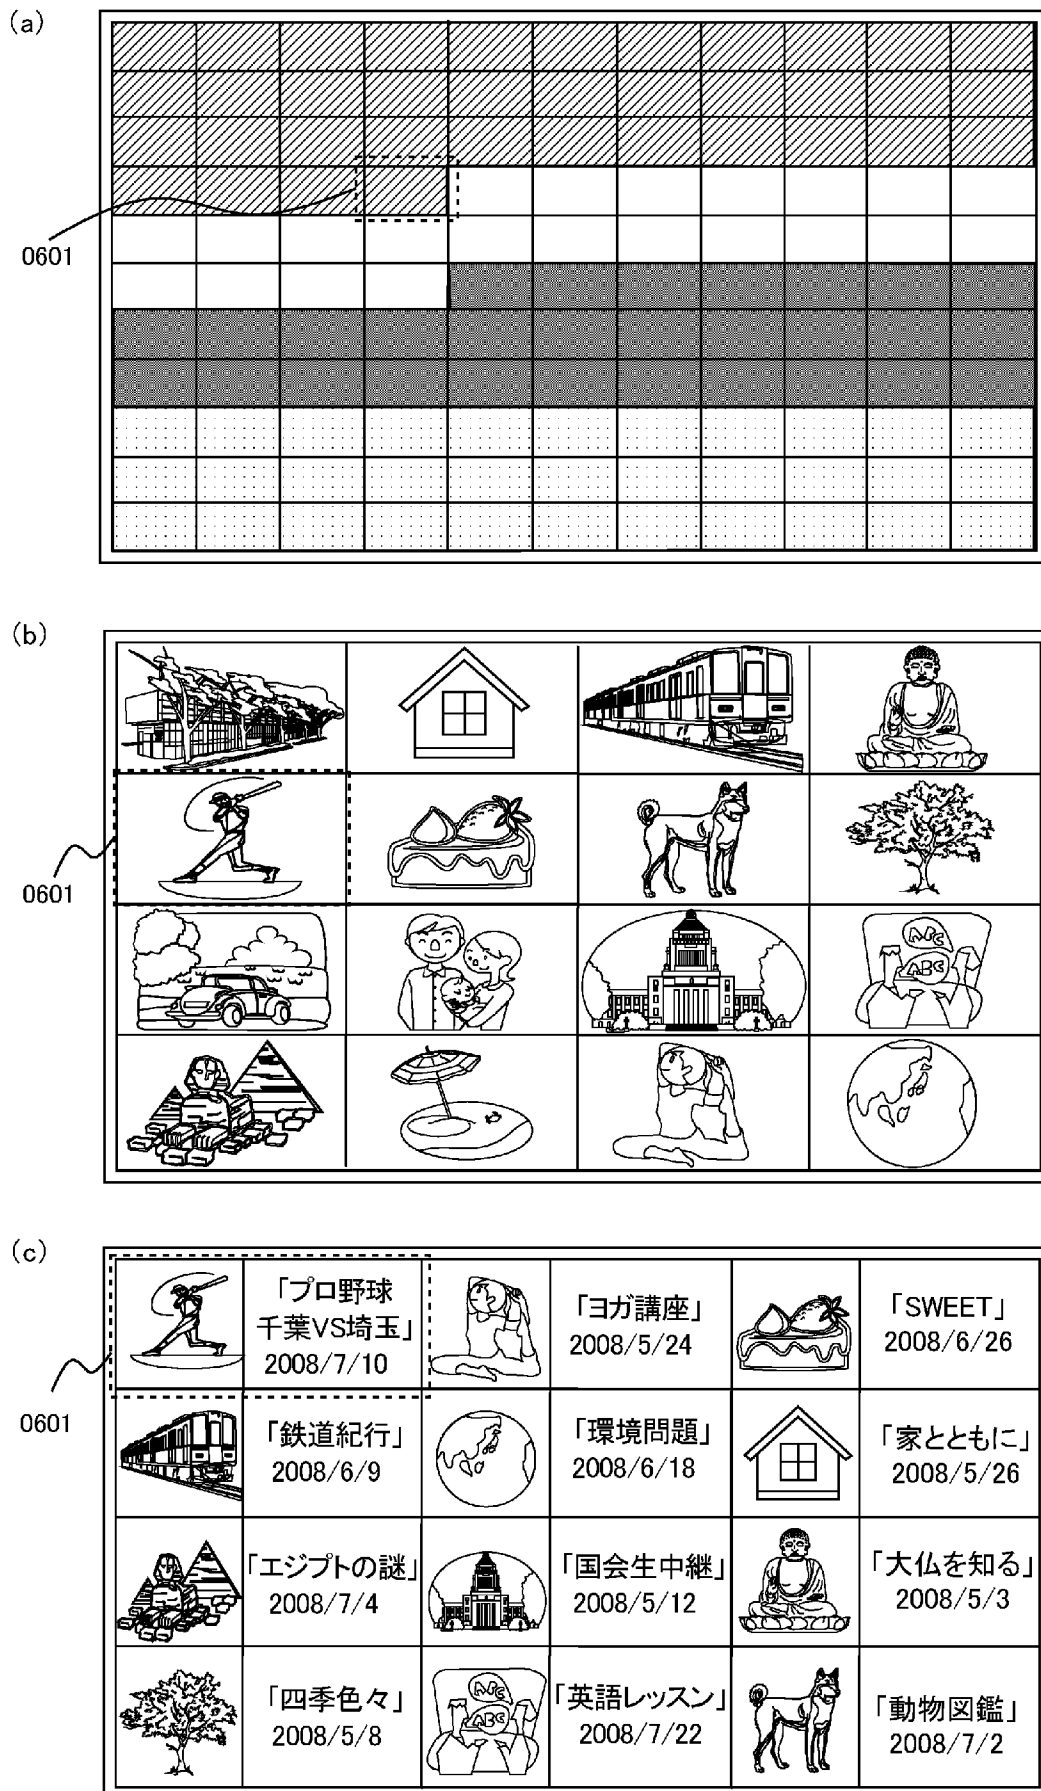 (a)
0601
(b)
0601
ABC
ABC
(c)
0601
「プロ野球
千葉VS埼玉」
2008/7/10
「ヨガ講座」
2008/5/24
「SWEET」
2008/6/26
「鉄道紀行」
2008/6/9
「環境問題」
2008/6/18
「家とともに」
2008/5/26
「エジプトの謎」
2008/7/4
「国会生中継」
2008/5/12
「大仏を知る」
2008/5/3
「四季色々」
2008/5/8
ABC
ABC
「英語レッスン」
2008/7/22
「動物図鑑」
2008/7/2